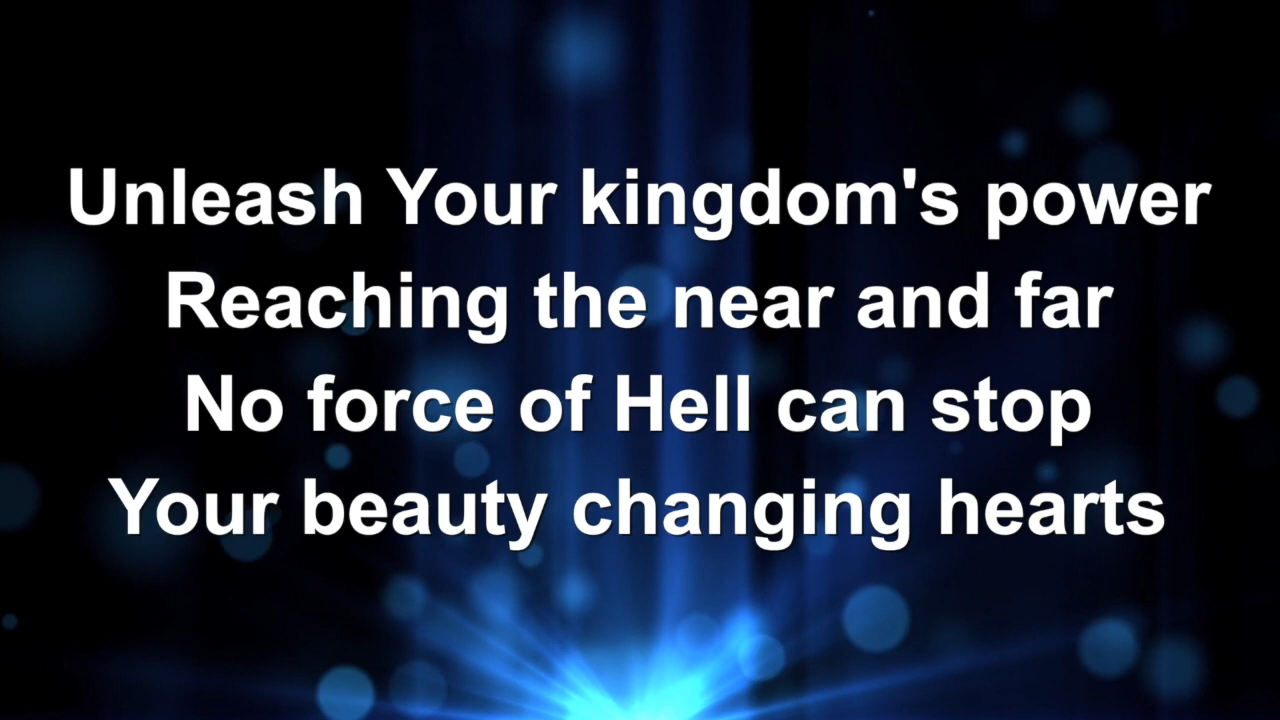 Unleash Your kingdom's power
Reaching the near and far
No force of Hell can stop
Your beauty changing hearts